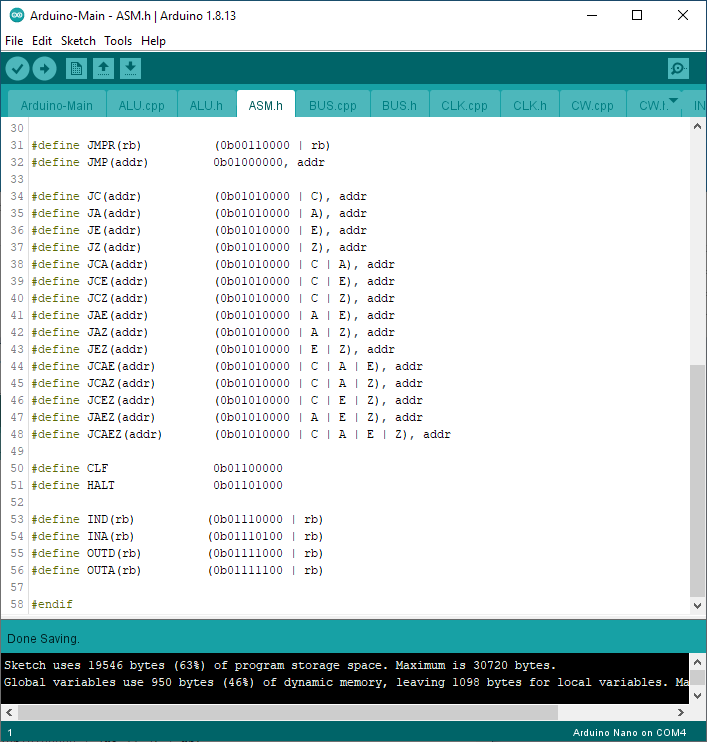 Arduino-Main - ASM.h | Arduino 1.8.13
File Edit Sketch Tools Help
Arduino-Main ALU.cpp ALU.h ASM.h BUS.cpp BUS.h CLK.cpp CLK.h CW.cpp CW.h IN
30
31 #define JMPR(rb) (0b00110000 | rb)
32 #define JMP(addr) 0b01000000, addr
33
34 #define JC(addr) (0b01010000 | C), addr
35 #define JA(addr) (0b01010000 | A), addr
36 #define JE(addr) (0b01010000 | E), addr
37 #define JZ(addr) (0b01010000 | Z), addr
38 #define JCA(addr) (0b01010000 | C | A), addr
39 #define JCE(addr) (0b01010000 | C | E), addr
40 #define JCZ(addr) (0b01010000 | C | Z), addr
41 #define JAE(addr) (0b01010000 | A | E), addr
42 #define JAZ(addr) (0b01010000 | A | Z), addr
43 #define JEZ(addr) (0b01010000 | E | Z), addr
44 #define JCAE(addr) (0b01010000 | C | A | E), addr
45 #define JCAZ(addr) (0b01010000 | C | A | Z), addr
46 #define JCEZ(addr) (0b01010000 | C | E | Z), addr
47 #define JAEZ(addr) (0b01010000 | A | E | Z), addr
48 #define JCAEZ(addr) (0b01010000 | C | A | E | Z), addr
49
50 #define CLF 0b01100000
51 #define HALT 0b01101000
52
53 #define IND(rb) (0b01110000 | rb)
54 #define INA(rb) (0b01110100 | rb)
55 #define OUTD(rb) (0b01111000 | rb)
56 #define OUTA(rb) (0b01111100 | rb)
57
58 #endif
Done Saving.
Sketch uses 19546 bytes (63%) of program storage space. Maximum is 30720 bytes.
Global variables use 950 bytes (46%) of dynamic memory, leaving 1098 bytes for local variables. Ma
1 Arduino Nano on COM4